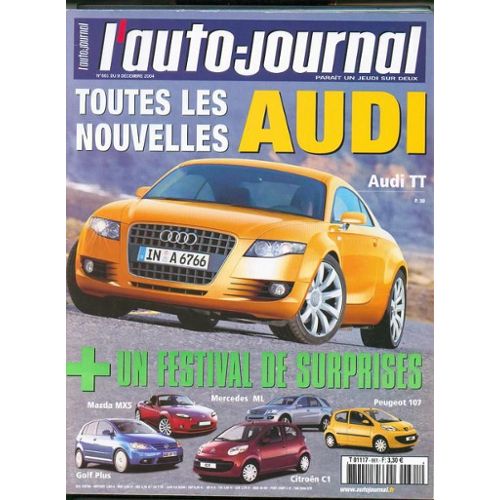 l'auto-journal
l'auto-journal
DU 9 DÉCEMBRE 2004
PARAÎT UN JEUDI SUR DEUX
TOUTES LES
NOUVELLES
AUDI
Audi TT
P. 38
IN A 6766
+ UN FESTIVAL DE SURPRISES
Mazda MX5
Mercedes ML
Peugeot 107
Golf Plus
Citroën C1
3,30 €
www.autojournal.fr